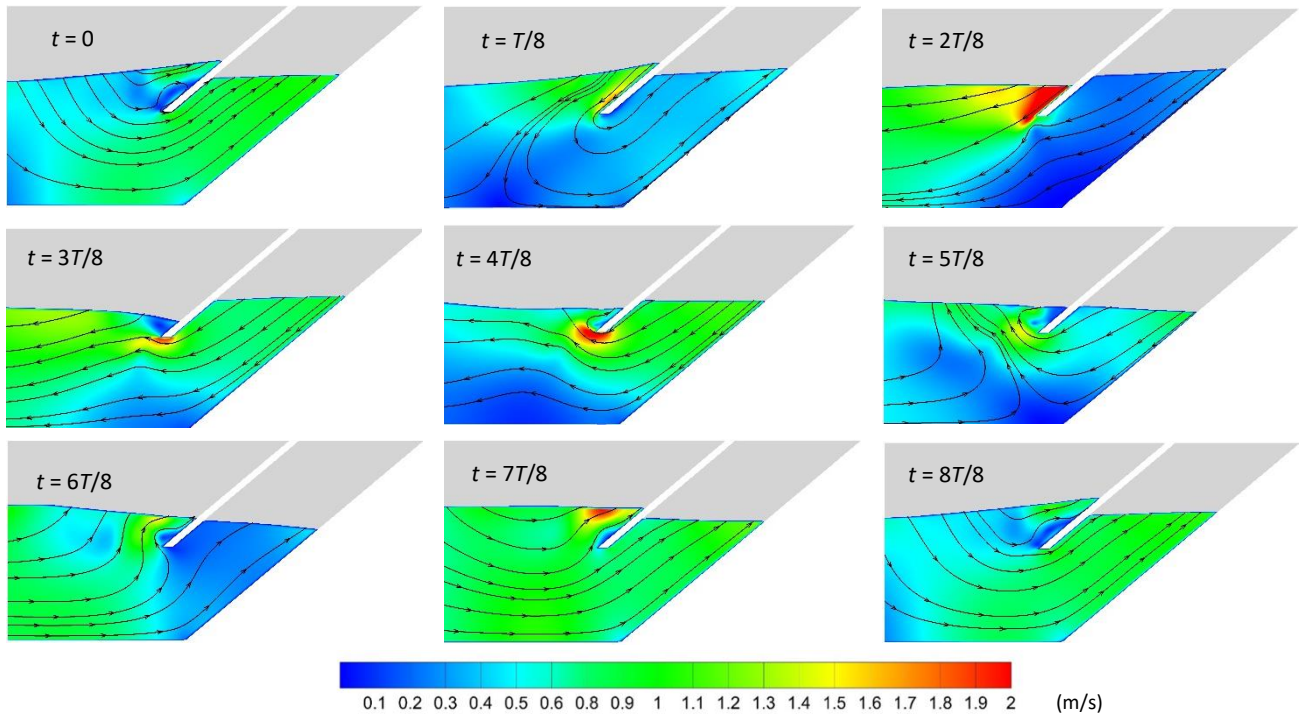 t = 0
t = T/8
t = 2T/8
t = 3T/8
t = 4T/8
t = 5T/8
t = 6T/8
t = 7T/8
t = 8T/8
0.1 0.2 0.3 0.4 0.5 0.6 0.7 0.8 0.9 1 1.1 1.2 1.3 1.4 1.5 1.6 1.7 1.8 1.9 2 (m/s)